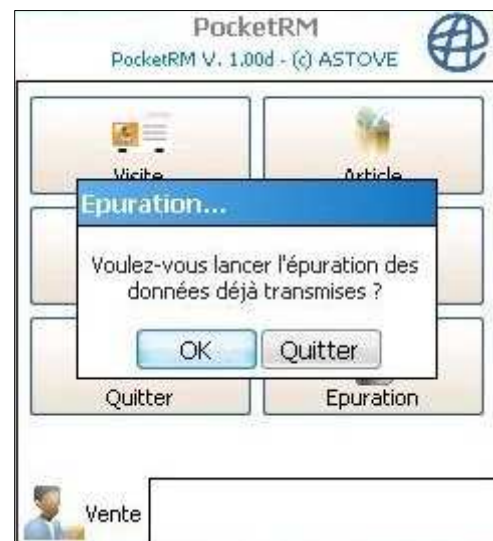 PocketRM
PocketRM V. 1.00d - (c) ASTOVE
Visite
Article
Epuration...
Voulez-vous lancer l'épuration des
données déjà transmises ?
OK
Quitter
Quitter
Epuration
Vente